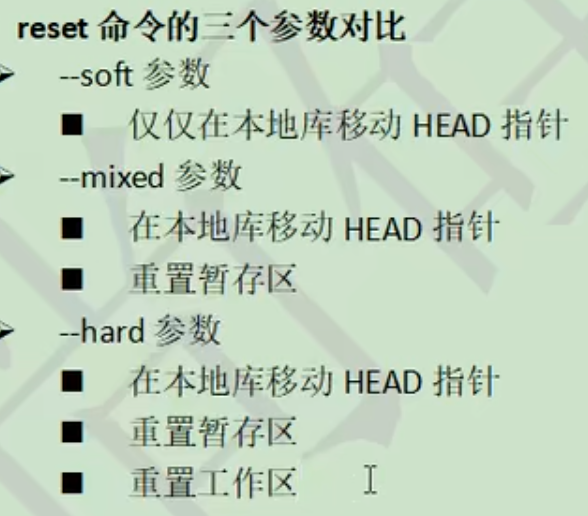 reset 命令的三个参数对比
➢ --soft 参数
■ 仅仅在本地库移动 HEAD 指针
➢ --mixed 参数
■ 在本地库移动 HEAD 指针
■ 重置暂存区
➢ --hard 参数
■ 在本地库移动 HEAD 指针
■ 重置暂存区
■ 重置工作区